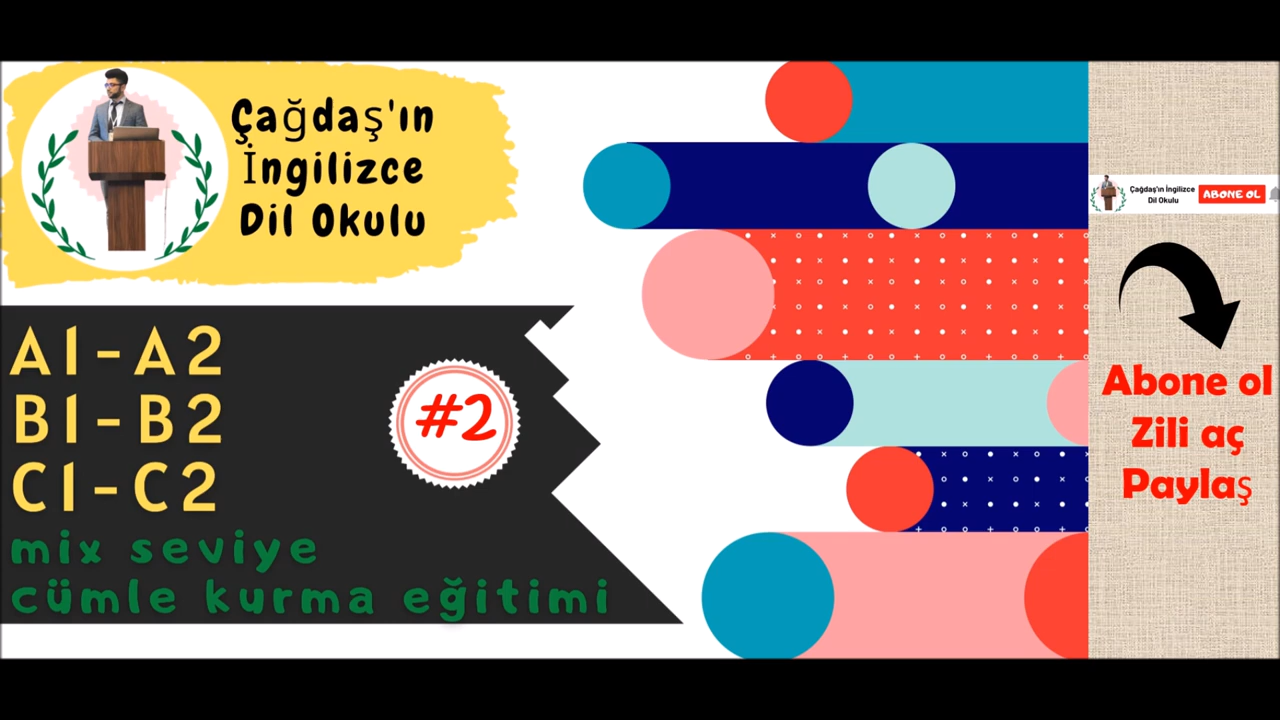 Çağdaş'ın
İngilizce
Dil Okulu
A1-A2
B1-B2
C1-C2
mix seviye
cümle kurma eğitimi
#2
Çağdaş'ın İngilizce
Dil Okulu
ABONE OL
Abone ol
Zili aç
Paylaş